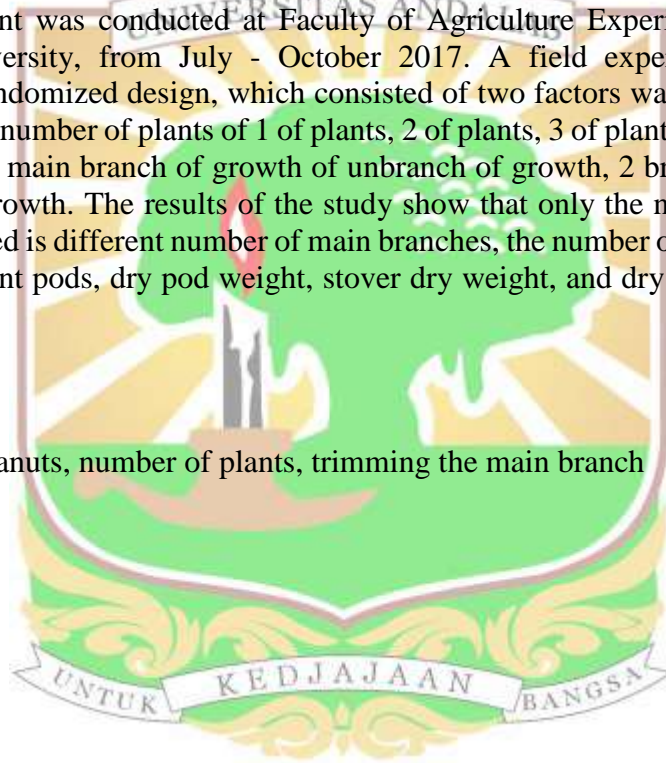 nt was conducted at Faculty of Agriculture Experi
UNIVERSITAS ANDALAS
versity, from July - October 2017. A field expe
ndomized design, which consisted of two factors wa
number of plants of 1 of plants, 2 of plants, 3 of plant
main branch of growth of unbranch of growth, 2 br
rowth. The results of the study show that only the n
ed is different number of main branches, the number o
nt pods, dry pod weight, stover dry weight, and dry
anuts, number of plants, trimming the main branch
UNTUK KEDJAJAAN BANGSA